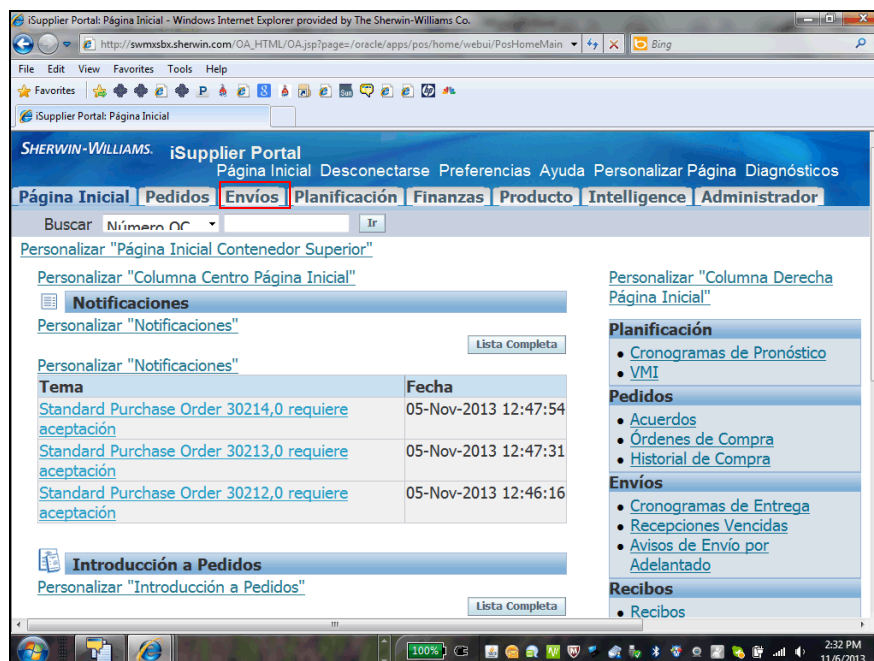 iSupplier Portal: Página Inicial - Windows Internet Explorer provided by The Sherwin-Williams Co.
http://swmxsbx.sherwin.com/OA_HTML/OA.jsp?page=/oracle/apps/pos/home/webui/PosHomeMain
Bing
File Edit View Favorites Tools Help
Favorites
iSupplier Portal: Página Inicial
SHERWIN-WILLIAMS. iSupplier Portal
Página Inicial Desconectarse Preferencias Ayuda Personalizar Página Diagnósticos
Página Inicial Pedidos Envíos Planificación Finanzas Producto Intelligence Administrador
Buscar Número OC Ir
Personalizar "Página Inicial Contenedor Superior"
Personalizar "Columna Centro Página Inicial"
Notificaciones
Personalizar "Notificaciones"
Lista Completa
Personalizar "Notificaciones"
Tema Fecha
Standard Purchase Order 30214,0 requiere 05-Nov-2013 12:47:54
aceptación
Standard Purchase Order 30213,0 requiere 05-Nov-2013 12:47:31
aceptación
Standard Purchase Order 30212,0 requiere 05-Nov-2013 12:46:16
aceptación
Introducción a Pedidos
Personalizar "Introducción a Pedidos"
Lista Completa
Personalizar "Columna Derecha
Página Inicial"
Planificación
Cronogramas de Pronóstico
VMI
Pedidos
Acuerdos
Órdenes de Compra
Historial de Compra
Envíos
Cronogramas de Entrega
Recepciones Vencidas
Avisos de Envío por
Adelantado
Recibos
Recibos
100%
2:32 PM
11/6/2013